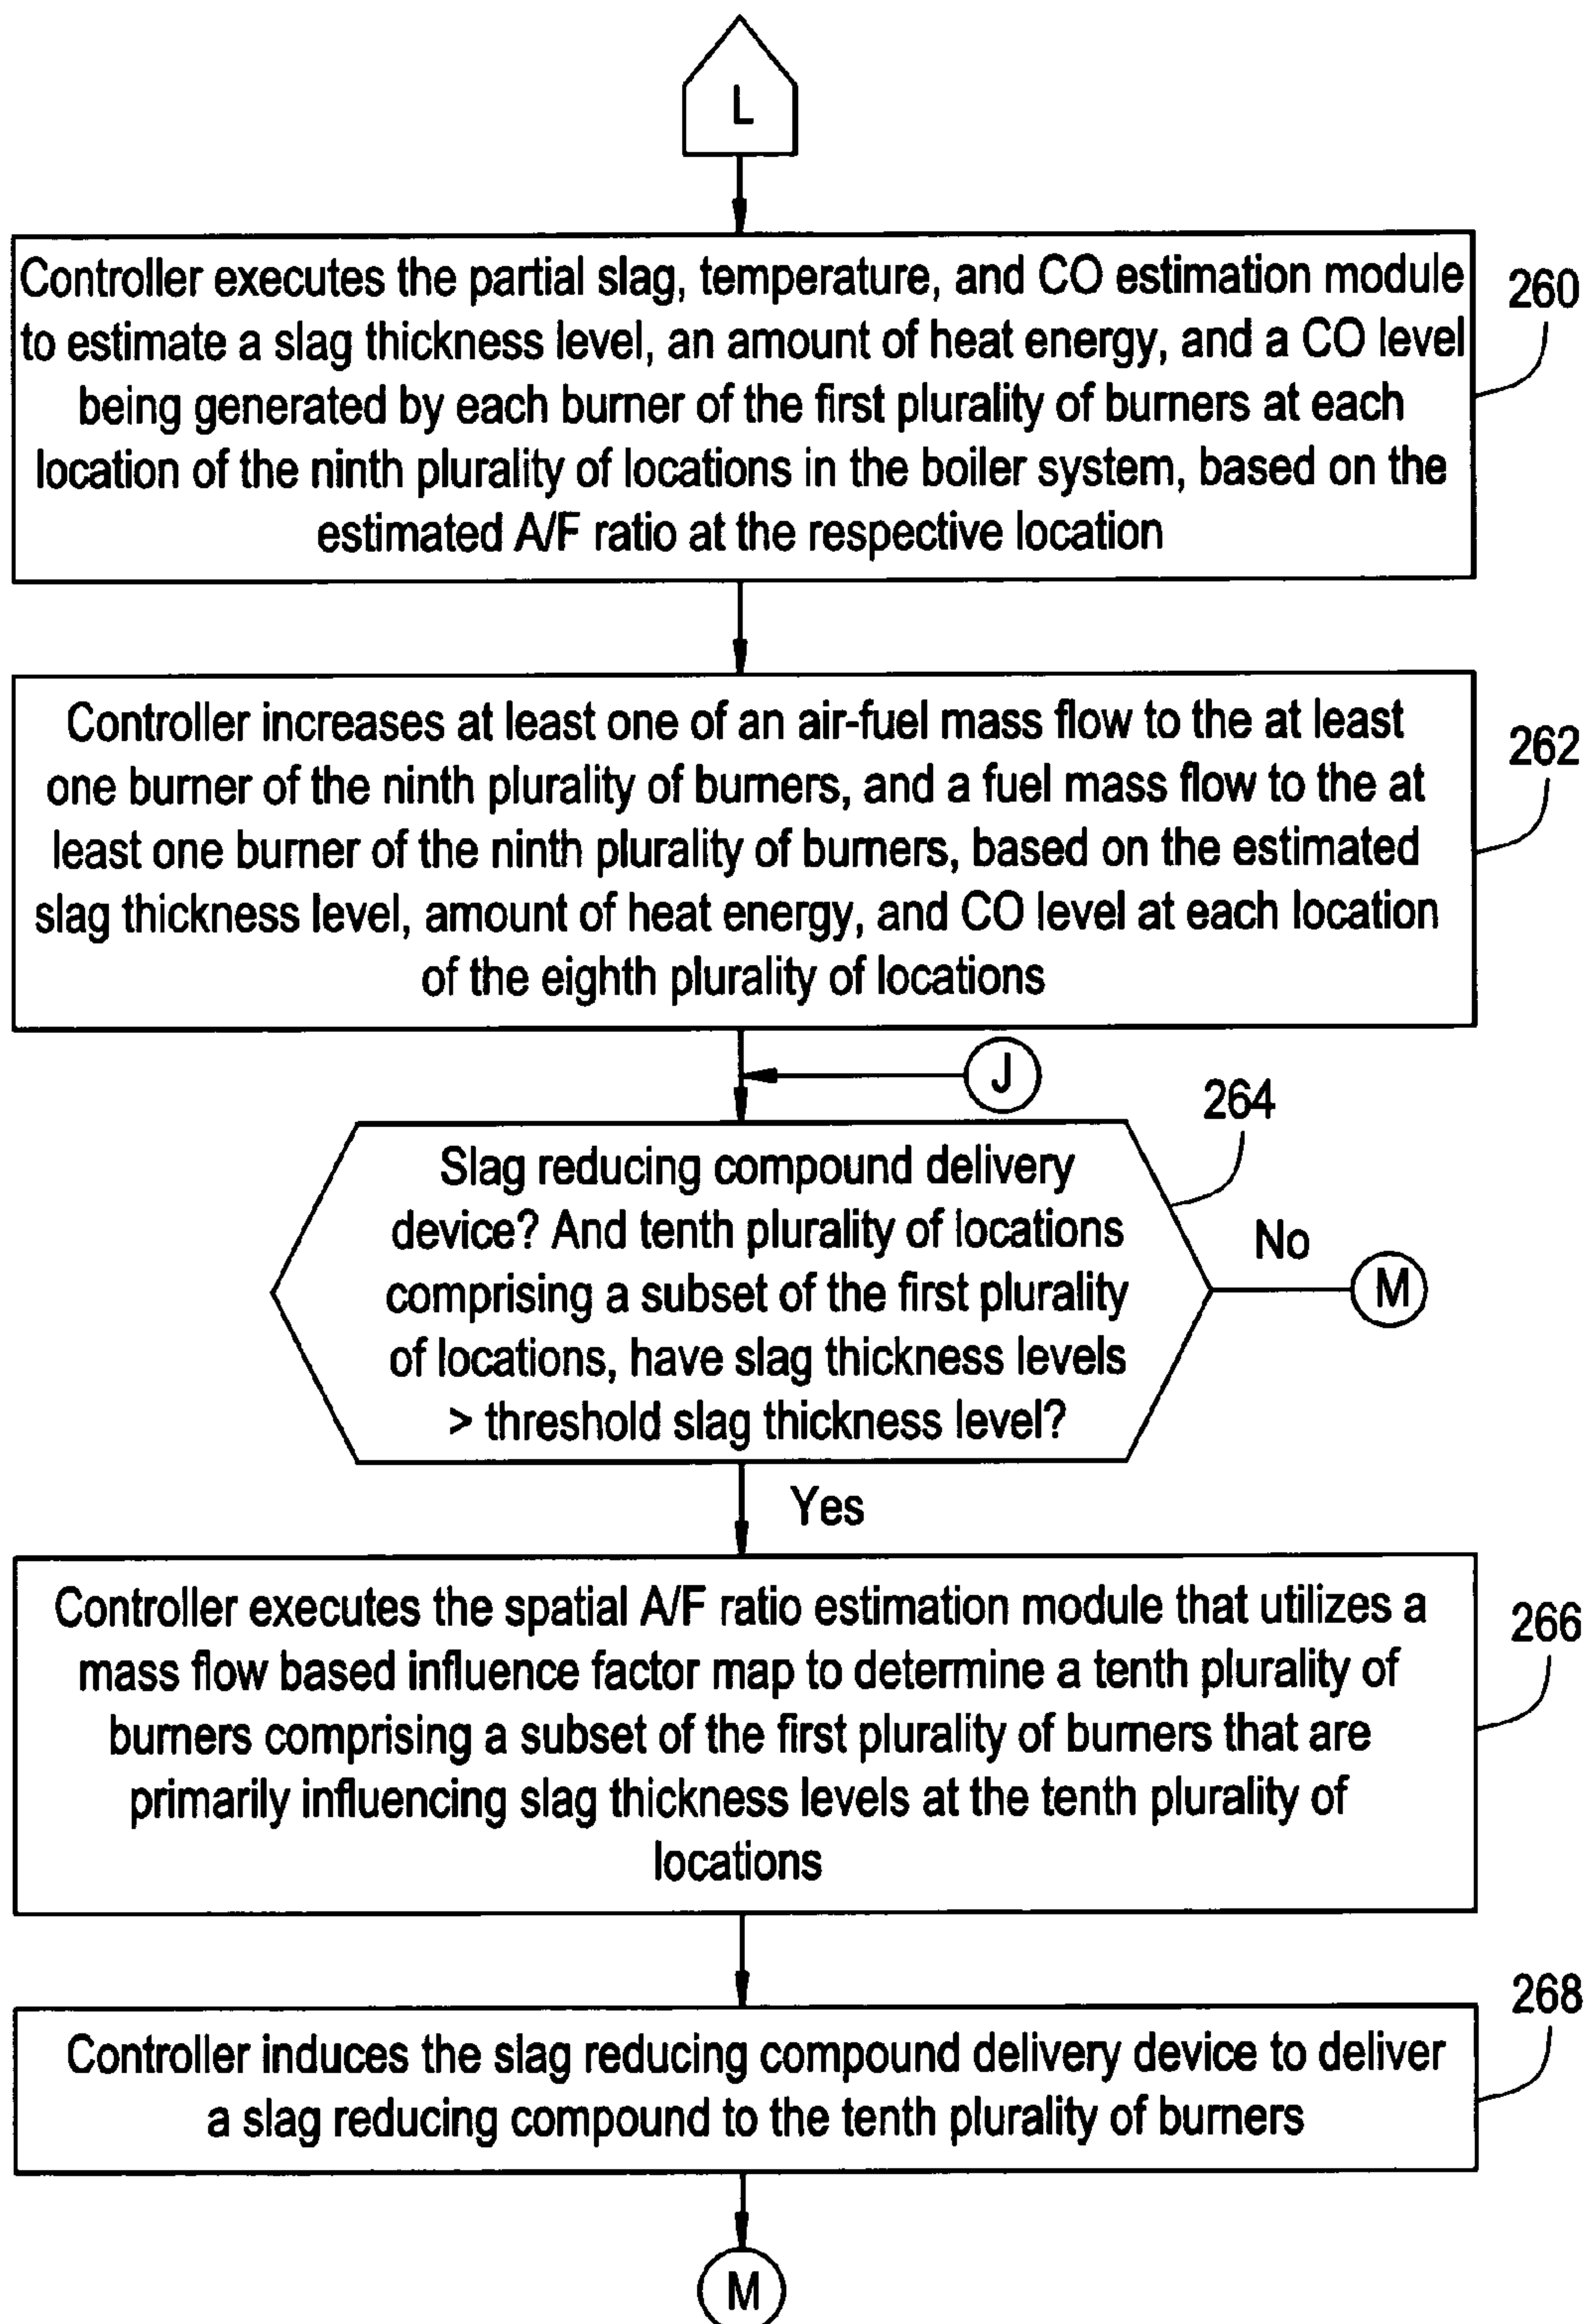 L
Controller executes the partial slag, temperature, and CO estimation module
to estimate a slag thickness level, an amount of heat energy, and a CO level
being generated by each burner of the first plurality of burners at each
location of the ninth plurality of locations in the boiler system, based on the
estimated A/F ratio at the respective location
260
Controller increases at least one of an air-fuel mass flow to the at least
one burner of the ninth plurality of burners, and a fuel mass flow to the at
least one burner of the ninth plurality of burners, based on the estimated
slag thickness level, amount of heat energy, and CO level at each location
of the eighth plurality of locations
262
J
264
Slag reducing compound delivery
device? And tenth plurality of locations
comprising a subset of the first plurality
of locations, have slag thickness levels
> threshold slag thickness level?
No
M
Yes
Controller executes the spatial A/F ratio estimation module that utilizes a
mass flow based influence factor map to determine a tenth plurality of
burners comprising a subset of the first plurality of burners that are
primarily influencing slag thickness levels at the tenth plurality of
locations
266
Controller induces the slag reducing compound delivery device to deliver
a slag reducing compound to the tenth plurality of burners
268
M